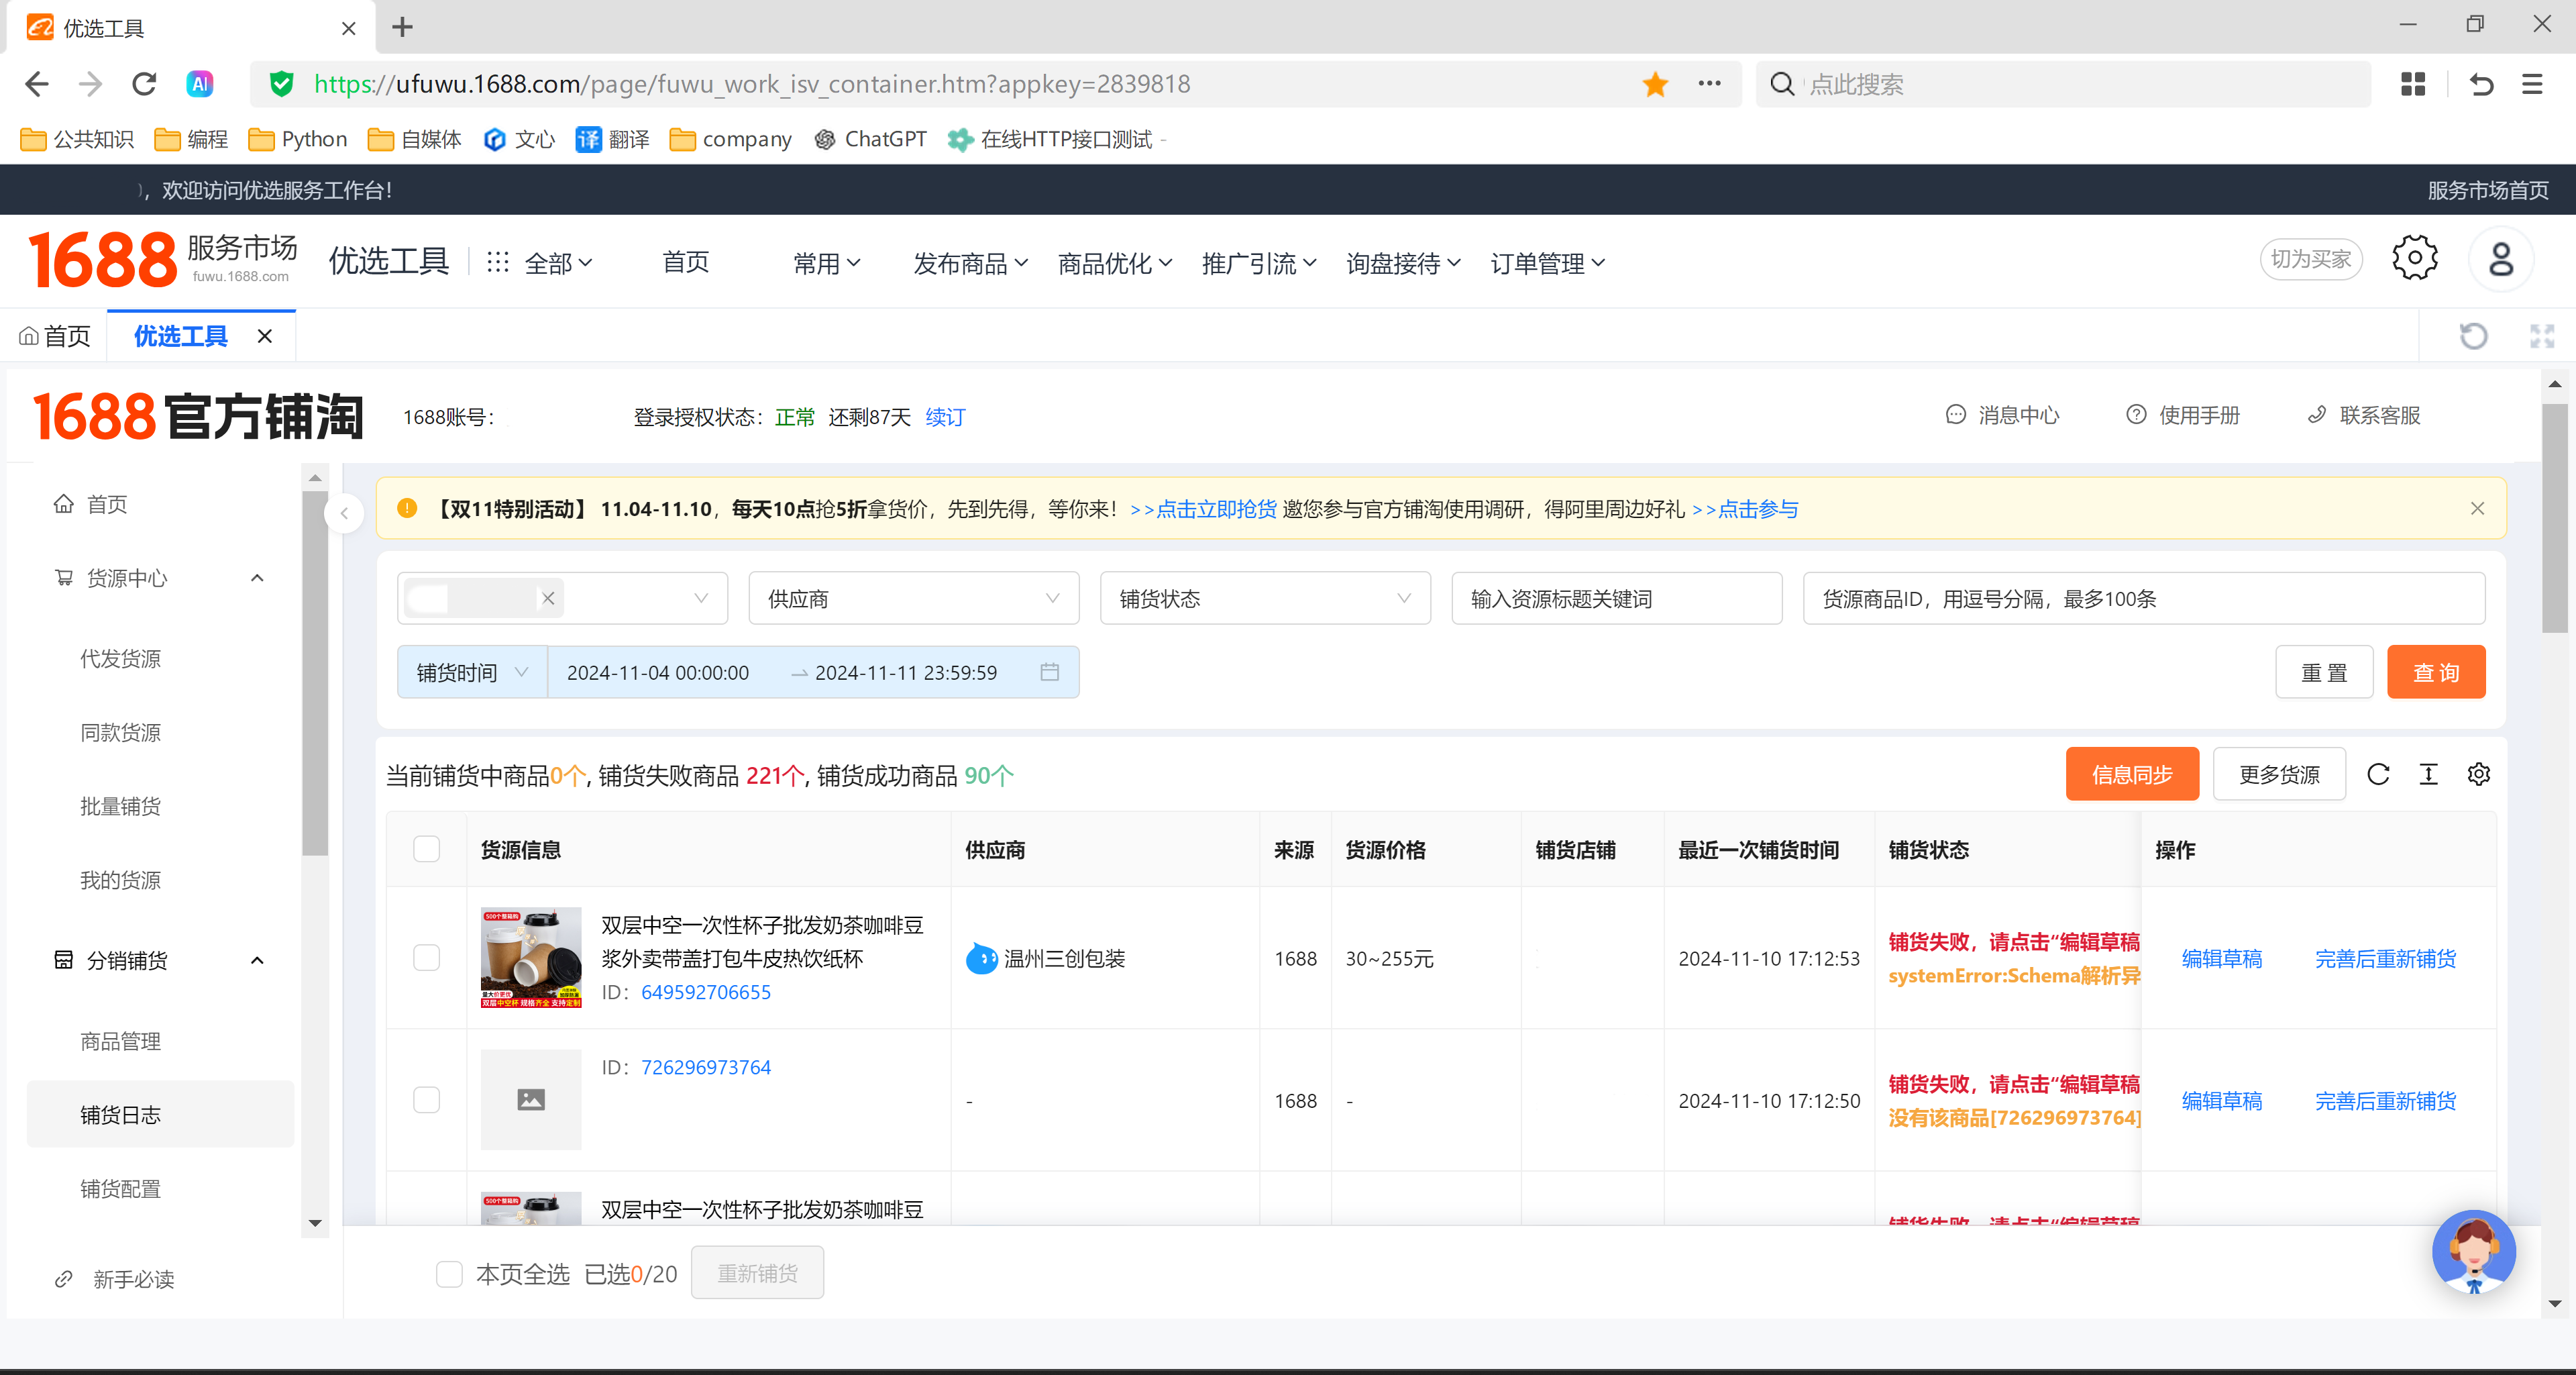 优选工具
AI
https://ufuwu.1688.com/page/fuwu_work_isv_container.htm?appkey=2839818
点此搜索
公共知识 编程 Python 自媒体 文心 译 翻译 company ChatGPT 在线HTTP接口测试 -
，欢迎访问优选服务工作台！
服务市场首页
1688 服务市场
fuwu.1688.com
优选工具 全部 首页 常用 发布商品 商品优化 推广引流 询盘接待 订单管理 切为买家
首页 优选工具
1688官方铺淘 1688账号： 登录授权状态：正常 还剩87天 续订 消息中心 使用手册 联系客服
首页
货源中心
代发货源
同款货源
批量铺货
我的货源
分销铺货
商品管理
铺货日志
铺货配置
新手必读
【双11特别活动】 11.04-11.10，每天10点抢5折拿货价，先到先得，等你来！>>点击立即抢货 邀您参与官方铺淘使用调研，得阿里周边好礼 >>点击参与
供应商 铺货状态 输入资源标题关键词 货源商品ID，用逗号分隔，最多100条
铺货时间 2024-11-04 00:00:00 2024-11-11 23:59:59 重 置 查 询
当前铺货中商品0个, 铺货失败商品 221个, 铺货成功商品 90个 信息同步 更多货源
货源信息 供应商 来源 货源价格 铺货店铺 最近一次铺货时间 铺货状态 操作
双层中空一次性杯子批发奶茶咖啡豆
浆外卖带盖打包牛皮热饮纸杯
ID：649592706655
温州三创包装 1688 30~255元 2024-11-10 17:12:53
铺货失败，请点击“编辑草稿
systemError:Schema解析异
编辑草稿 完善后重新铺货
ID：726296973764
- 1688 - 2024-11-10 17:12:50
铺货失败，请点击“编辑草稿
没有该商品[726296973764]
编辑草稿 完善后重新铺货
双层中空一次性杯子批发奶茶咖啡豆
铺货失败，请点击“编辑草稿
本页全选 已选0/20 重新铺货